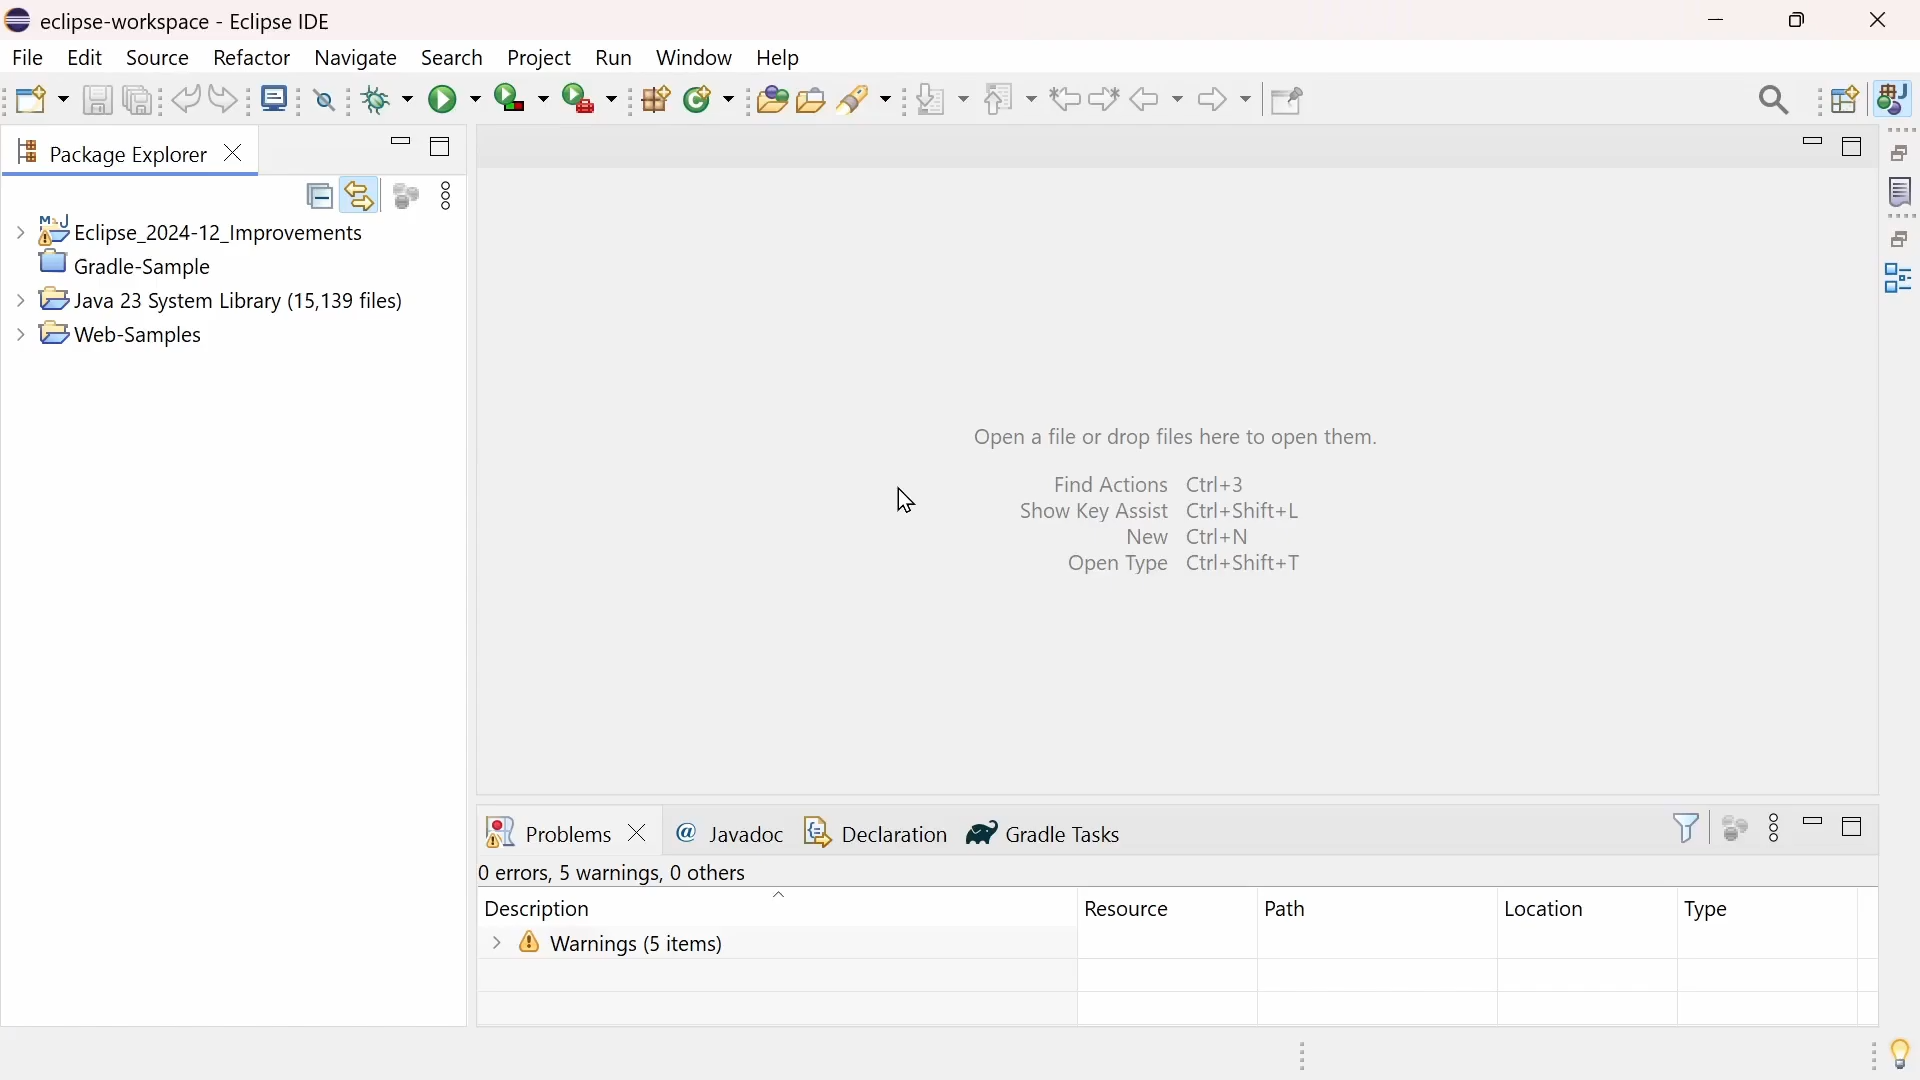 eclipse-workspace - Eclipse IDE
File Edit Source Refactor Navigate Search Project Run Window Help
Package Explorer
Eclipse_2024-12_Improvements
Gradle-Sample
Java 23 System Library (15,139 files)
Web-Samples
Open a file or drop files here to open them.
Find Actions Ctrl+3
Show Key Assist Ctrl+Shift+L
New Ctrl+N
Open Type Ctrl+Shift+T
Problems @ Javadoc Declaration Gradle Tasks
0 errors, 5 warnings, 0 others
Description Resource Path Location Type
Warnings (5 items)